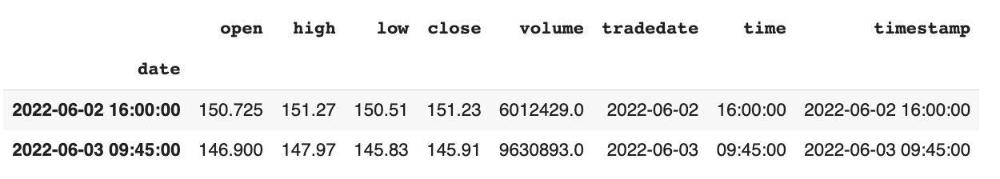 open high low close volume tradedate time timestamp
date
2022-06-02 16:00:00 150.725 151.27 150.51 151.23 6012429.0 2022-06-02 16:00:00 2022-06-02 16:00:00
2022-06-03 09:45:00 146.900 147.97 145.83 145.91 9630893.0 2022-06-03 09:45:00 2022-06-03 09:45:00